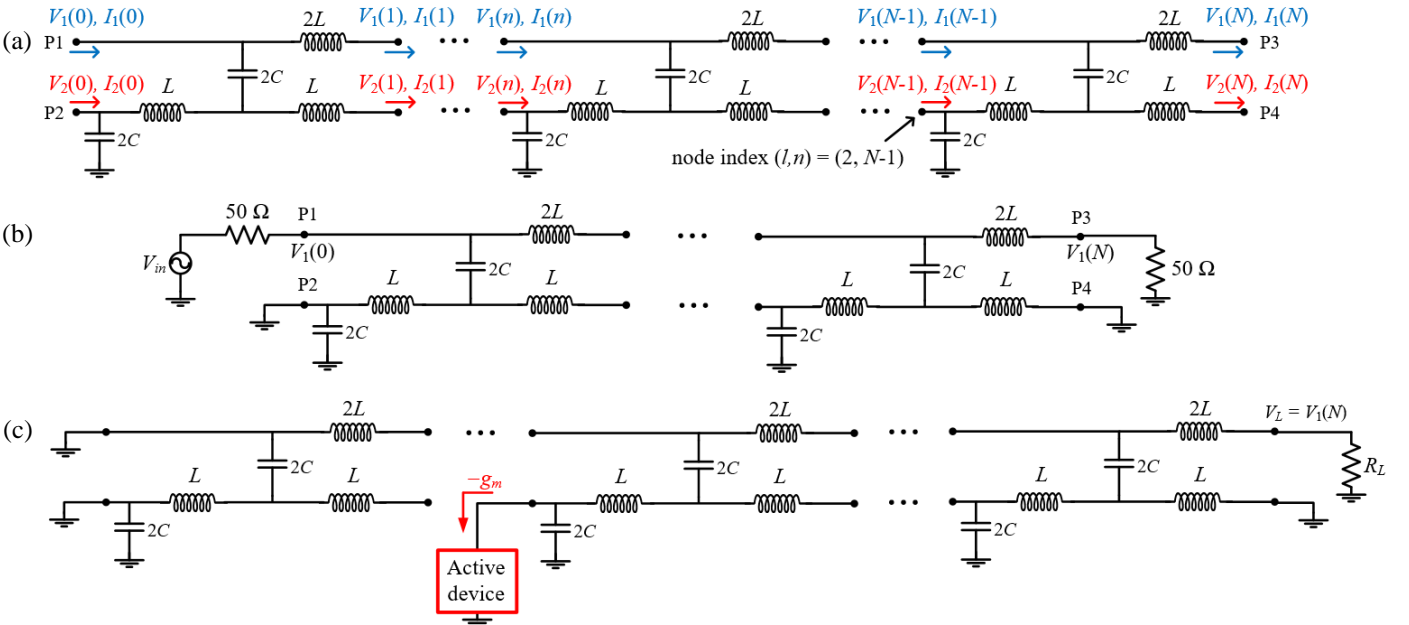 (a)
V1(0), I1(0) 2L V1(1), I1(1) V1(n), I1(n) 2L V1(N-1), I1(N-1) 2L V1(N), I1(N)
P1 ••• ••• P3
2C 2C 2C
V2(0), I2(0) L L V2(1), I2(1) V2(n), I2(n) L L V2(N-1), I2(N-1) L L V2(N), I2(N)
P2 ••• ••• P4
2C 2C 2C
node index (l,n) = (2, N-1)
(b)
50 Ω P1 2L 2L P3
V1(0) ••• V1(N)
Vin 2C 2C 50 Ω
P2 L L L L P4
•••
2C 2C
(c)
2L 2L 2L VL = V1(N)
••• •••
2C 2C 2C RL
L L −gm L L L L
••• •••
2C 2C 2C
Active
device